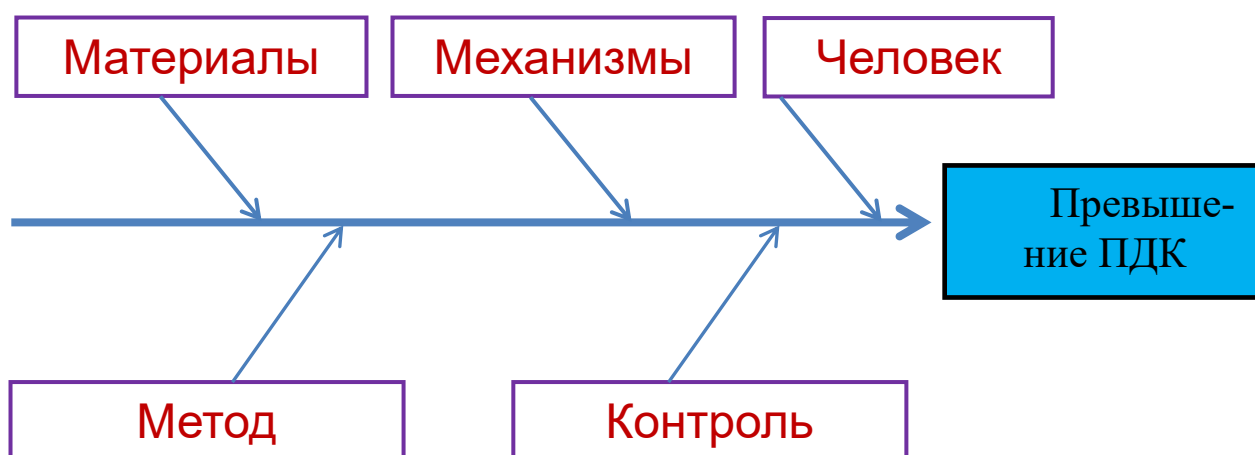 Материалы
Механизмы
Человек
Превыше-
ние ПДК
Метод
Контроль